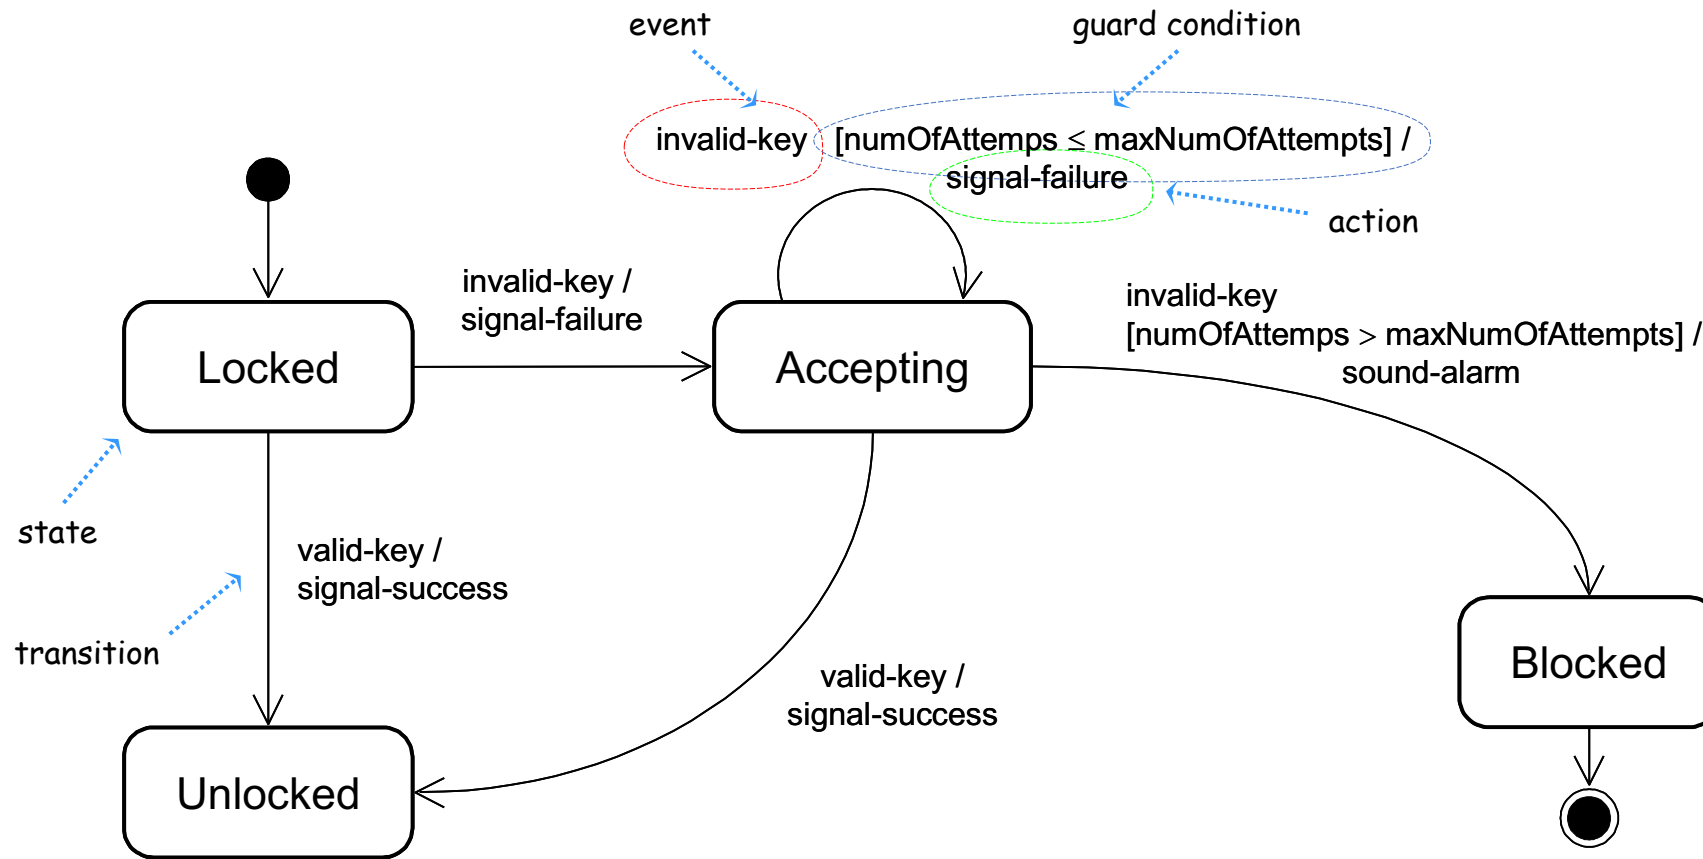 event
guard condition
invalid-key [numOfAttemps ≤ maxNumOfAttempts] /
signal-failure
action
invalid-key /
signal-failure
invalid-key
[numOfAttemps > maxNumOfAttempts] /
sound-alarm
Locked
Accepting
state
valid-key /
signal-success
transition
valid-key /
signal-success
Blocked
Unlocked